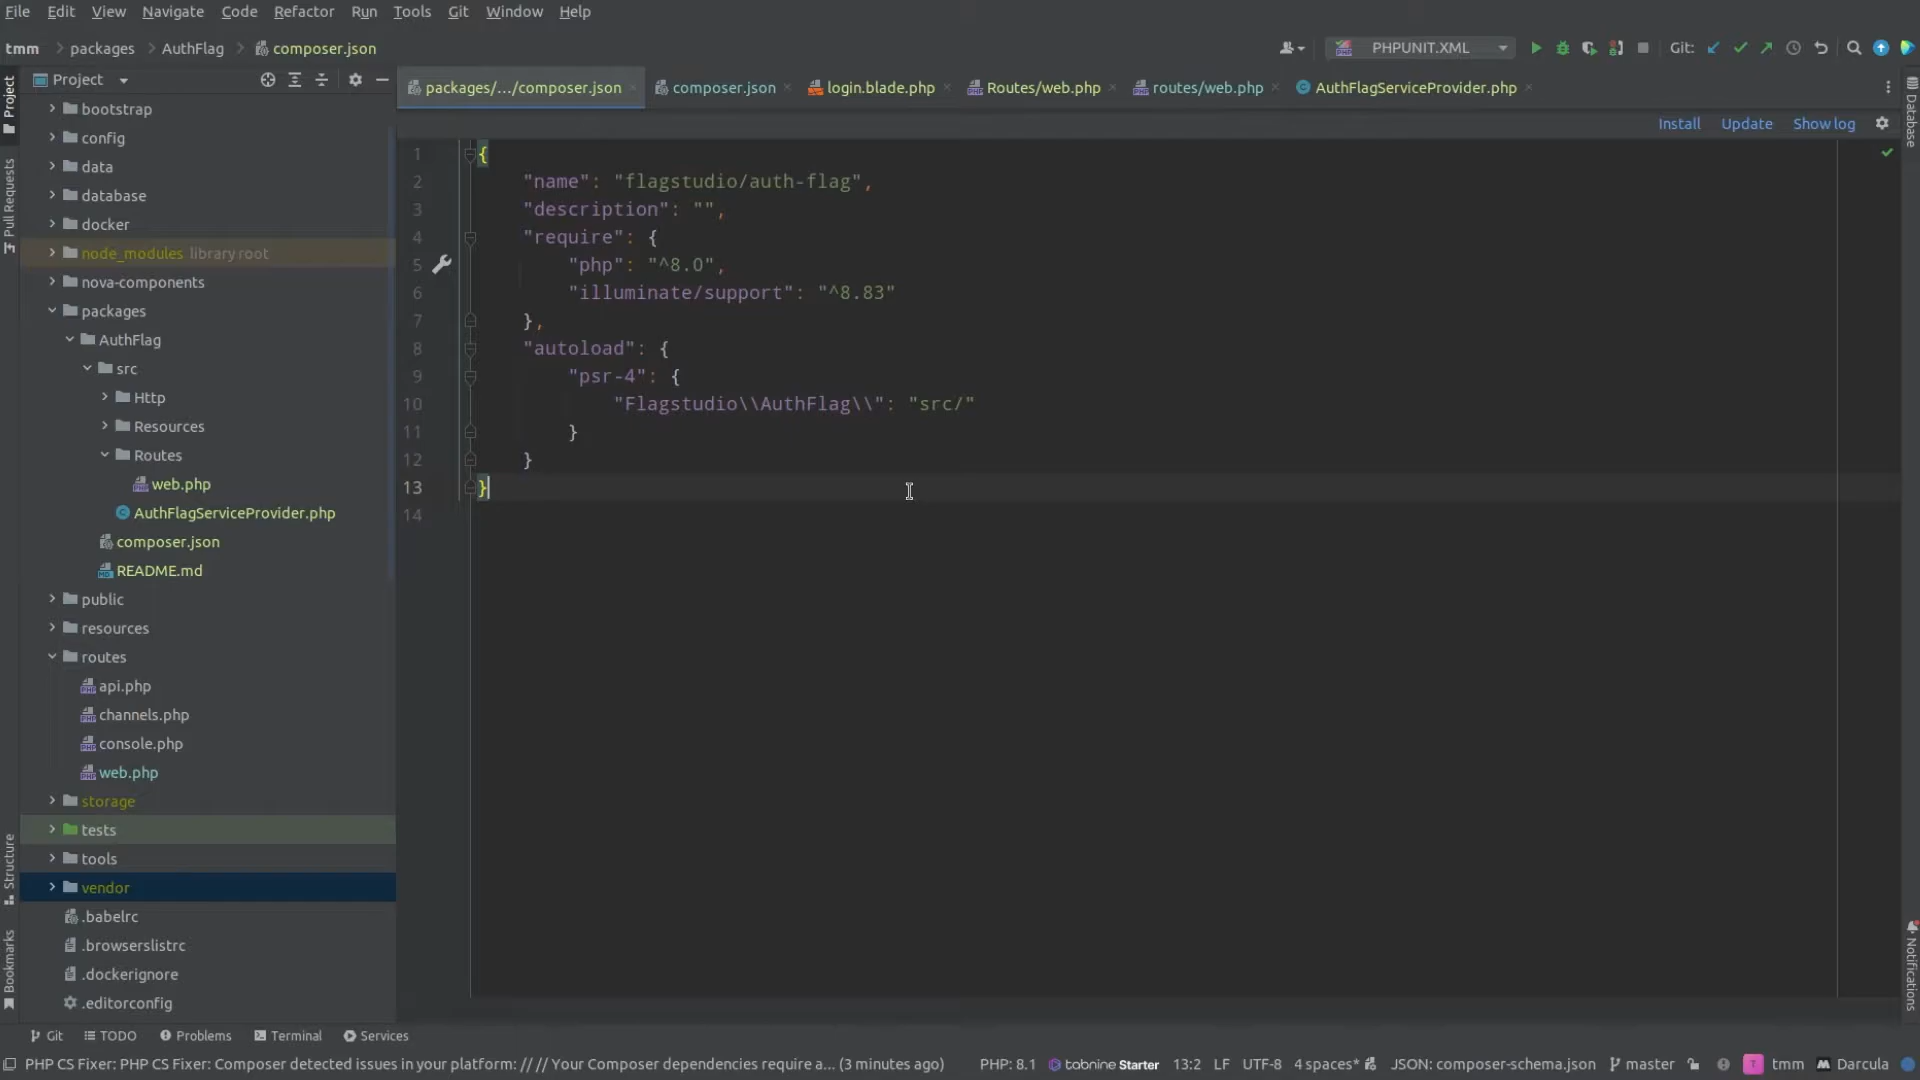 File Edit View Navigate Code Refactor Run Tools Git Window Help
tmm packages AuthFlag composer.json
PHPUNIT.XML Git:
Project
packages/.../composer.json composer.json login.blade.php Routes/web.php routes/web.php AuthFlagServiceProvider.php
Install Update Show log
Project
Pull Requests
Structure
Bookmarks
bootstrap
config
data
database
docker
node_modules library root
nova-components
packages
AuthFlag
src
Http
Resources
Routes
web.php
AuthFlagServiceProvider.php
composer.json
README.md
public
resources
routes
api.php
channels.php
console.php
web.php
storage
tests
tools
vendor
.babelrc
.browserslistrc
.dockerignore
.editorconfig
1 {
2 "name": "flagstudio/auth-flag",
3 "description": "",
4 "require": {
5 "php": "^8.0",
6 "illuminate/support": "^8.83"
7 },
8 "autoload": {
9 "psr-4": {
10 "Flagstudio\\AuthFlag\\": "src/"
11 }
12 }
13 }
14
Database
Notifications
Git TODO Problems Terminal Services
PHP CS Fixer: PHP CS Fixer: Composer detected issues in your platform: // // Your Composer dependencies require a... (3 minutes ago) PHP: 8.1 tabnine Starter 13:2 LF UTF-8 4 spaces* JSON: composer-schema.json master tmm Darcula